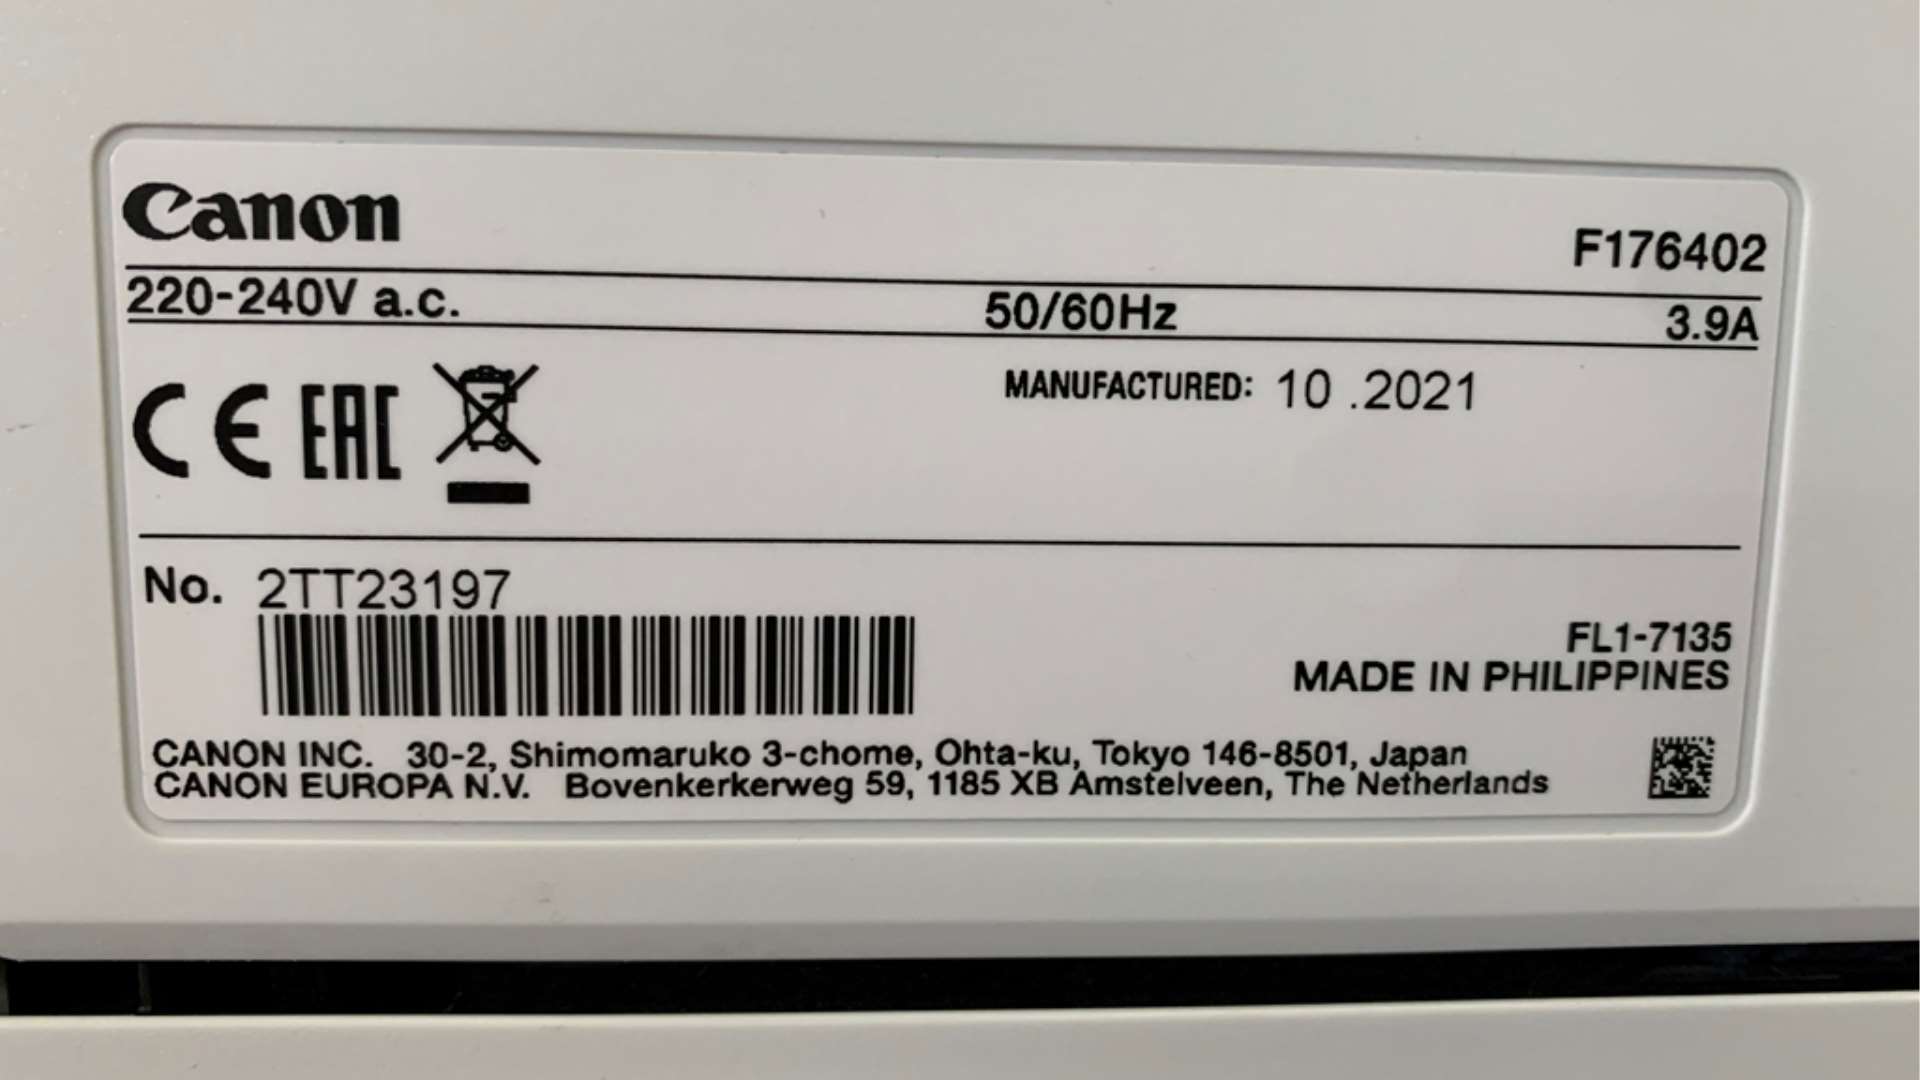 Canon
F176402
220-240V a.c. 50/60Hz 3.9A
CE EAC
MANUFACTURED: 10 .2021
No. 2TT23197
FL1-7135
MADE IN PHILIPPINES
CANON INC. 30-2, Shimomaruko 3-chome, Ohta-ku, Tokyo 146-8501, Japan
CANON EUROPA N.V. Bovenkerkerweg 59, 1185 XB Amstelveen, The Netherlands